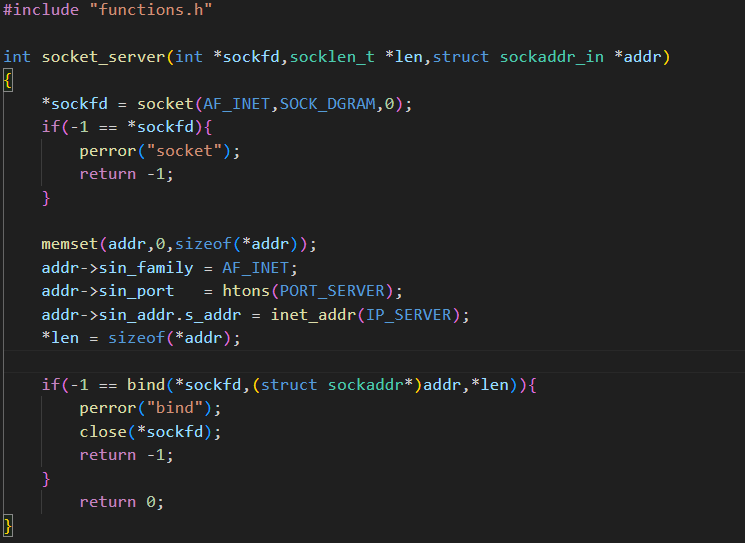 #include "functions.h"
int socket_server(int *sockfd,socklen_t *len,struct sockaddr_in *addr)
{
    *sockfd = socket(AF_INET,SOCK_DGRAM,0);
    if(-1 == *sockfd){
        perror("socket");
        return -1;
    }
    memset(addr,0,sizeof(*addr));
    addr->sin_family = AF_INET;
    addr->sin_port   = htons(PORT_SERVER);
    addr->sin_addr.s_addr = inet_addr(IP_SERVER);
    *len = sizeof(*addr);
    if(-1 == bind(*sockfd,(struct sockaddr*)addr,*len)){
        perror("bind");
        close(*sockfd);
        return -1;
    }
        return 0;
}